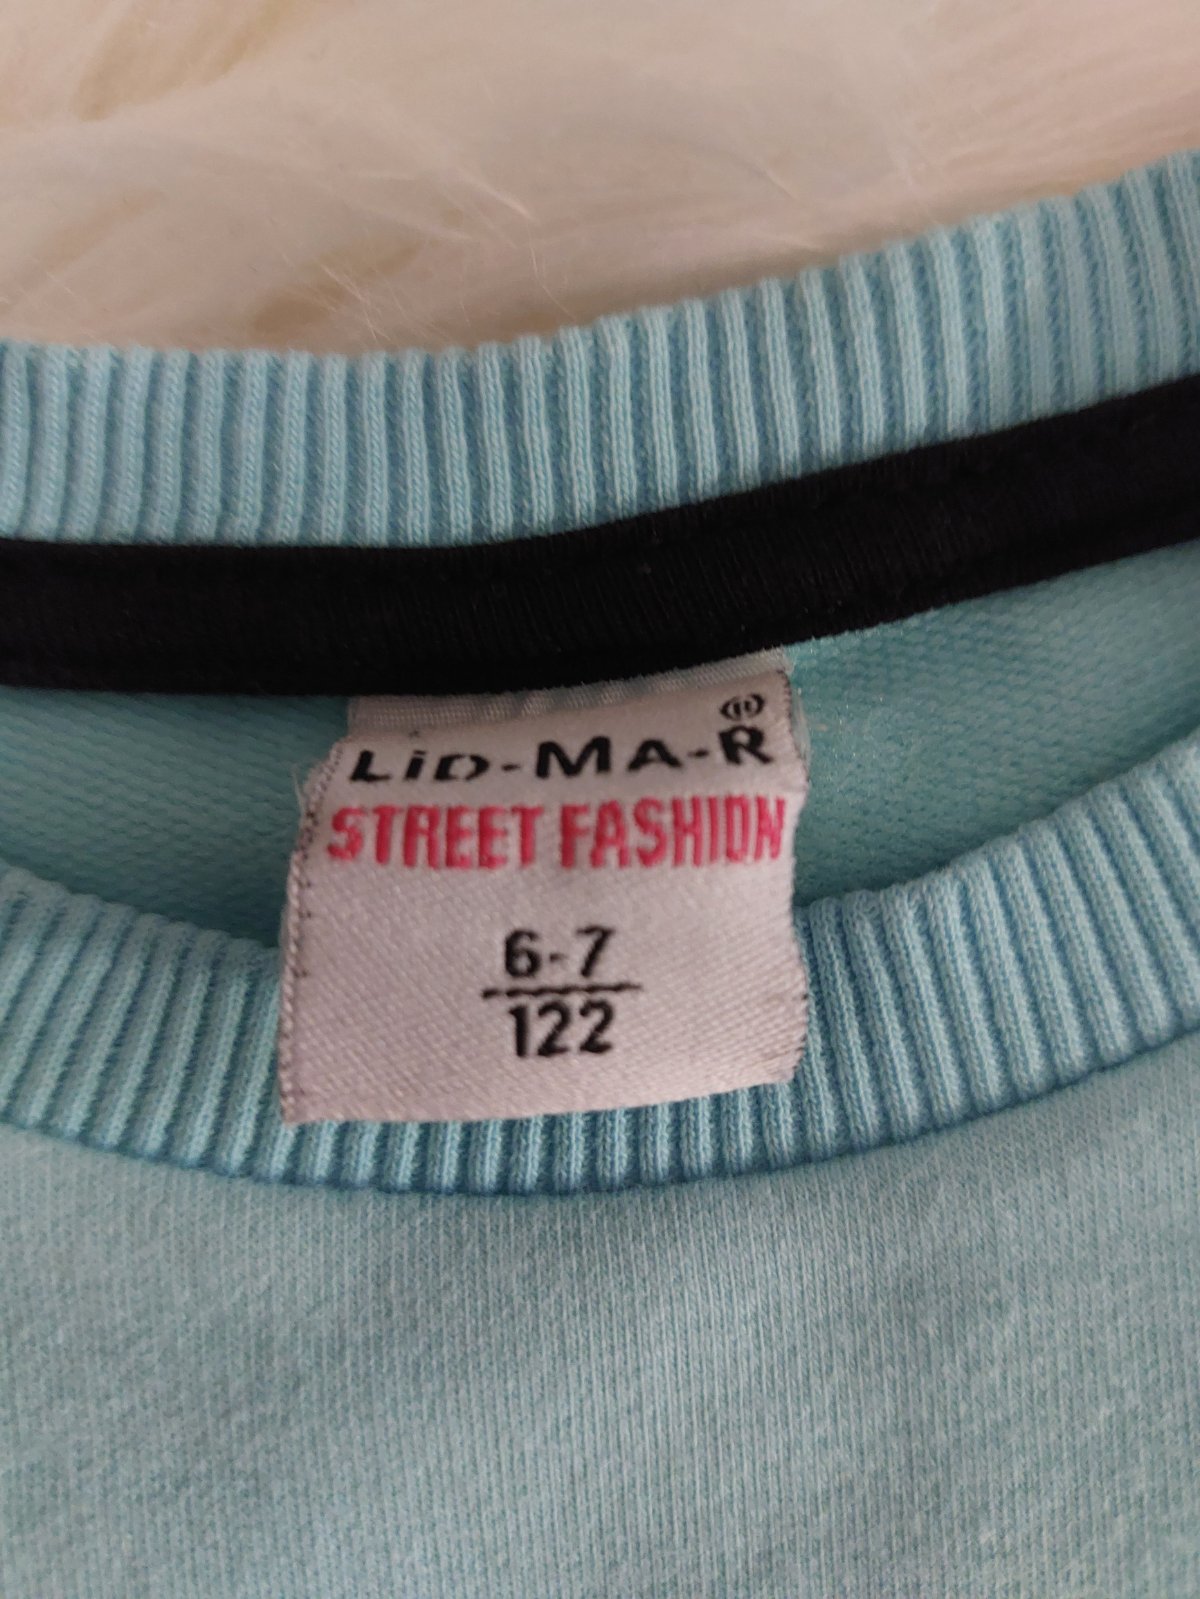 ®
LiD-MA-R
STREET FASHION
6-7
122